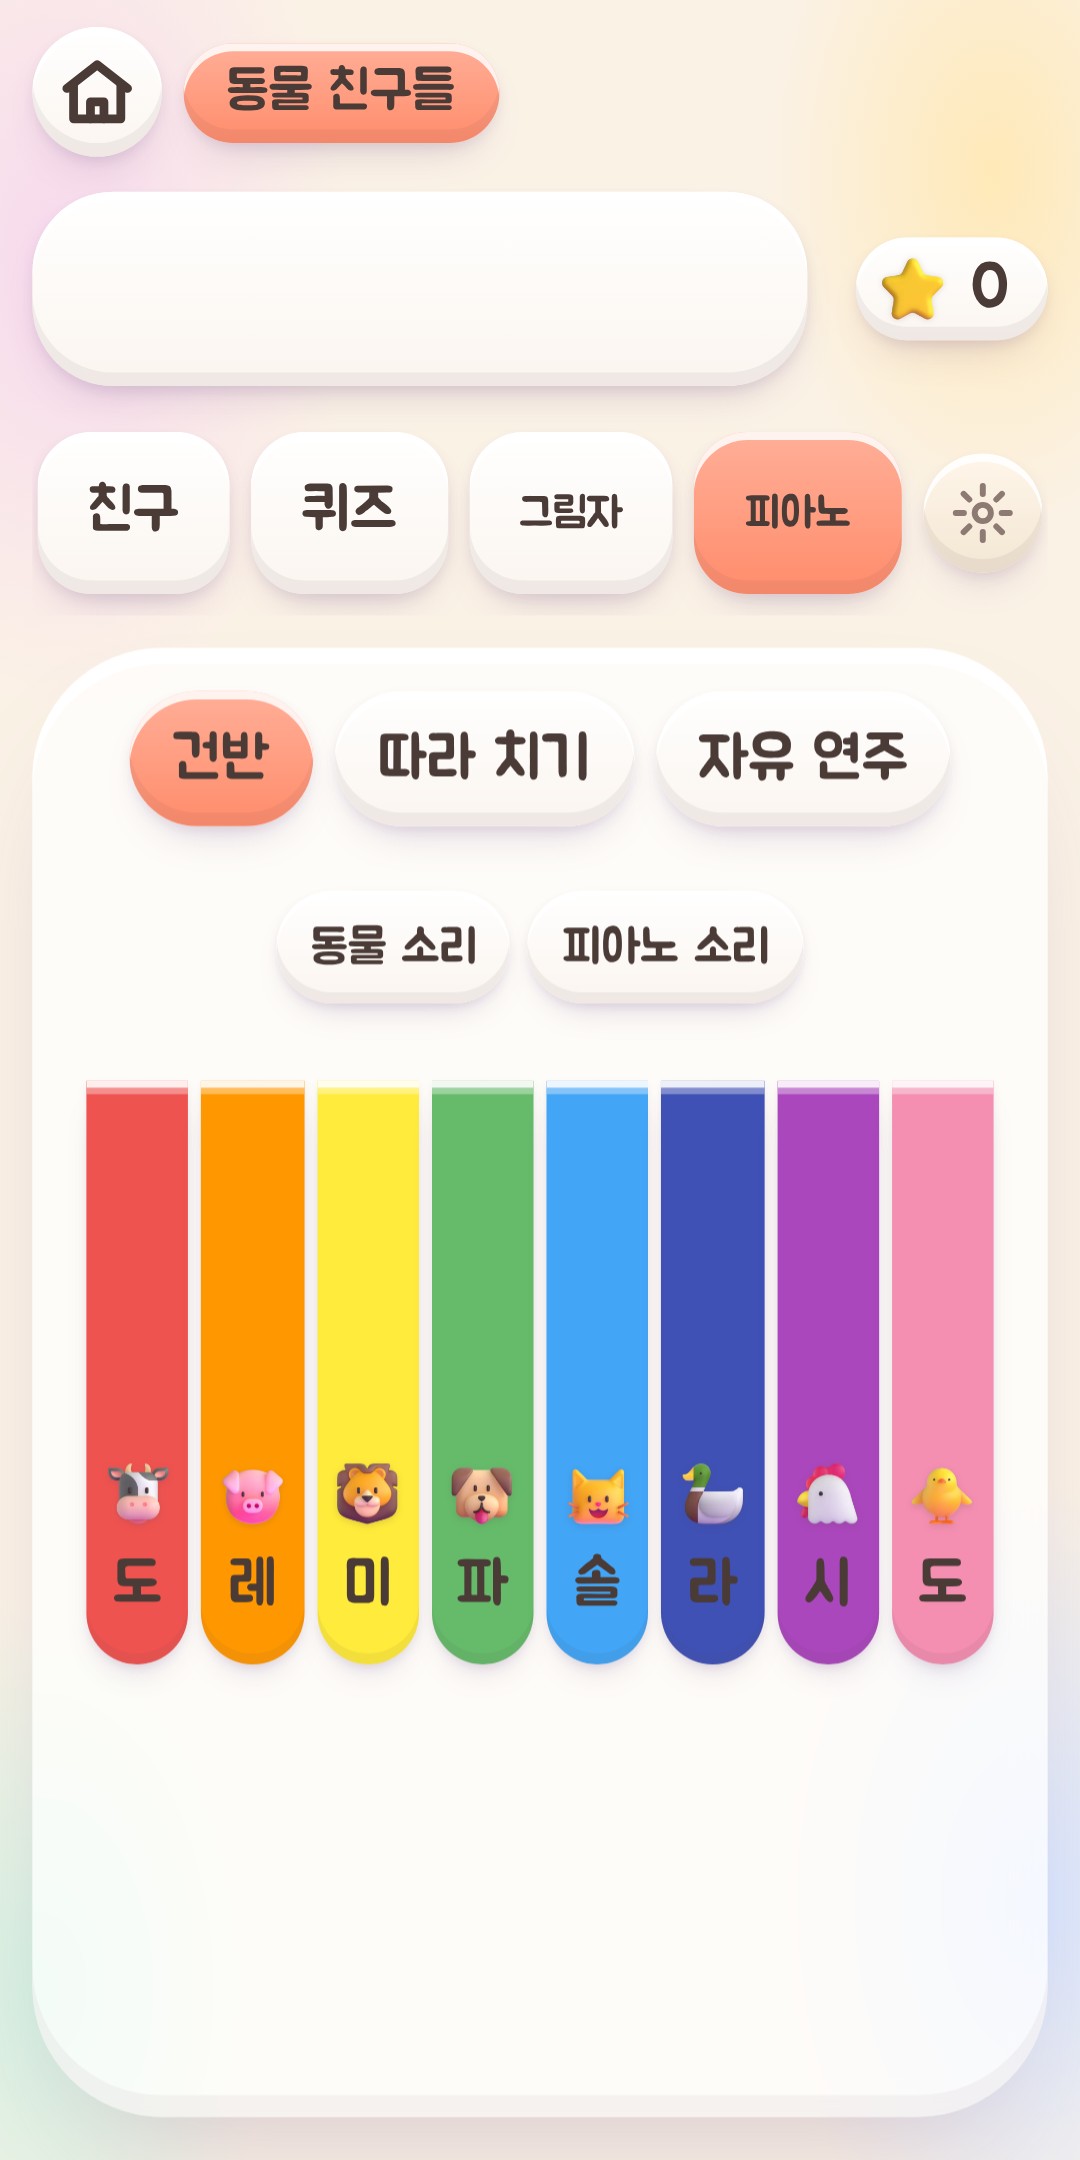 동물 친구들
0
친구 퀴즈 그림자 피아노
건반 따라 치기 자유 연주
동물 소리 피아노 소리
도 레 미 파 솔 라 시 도